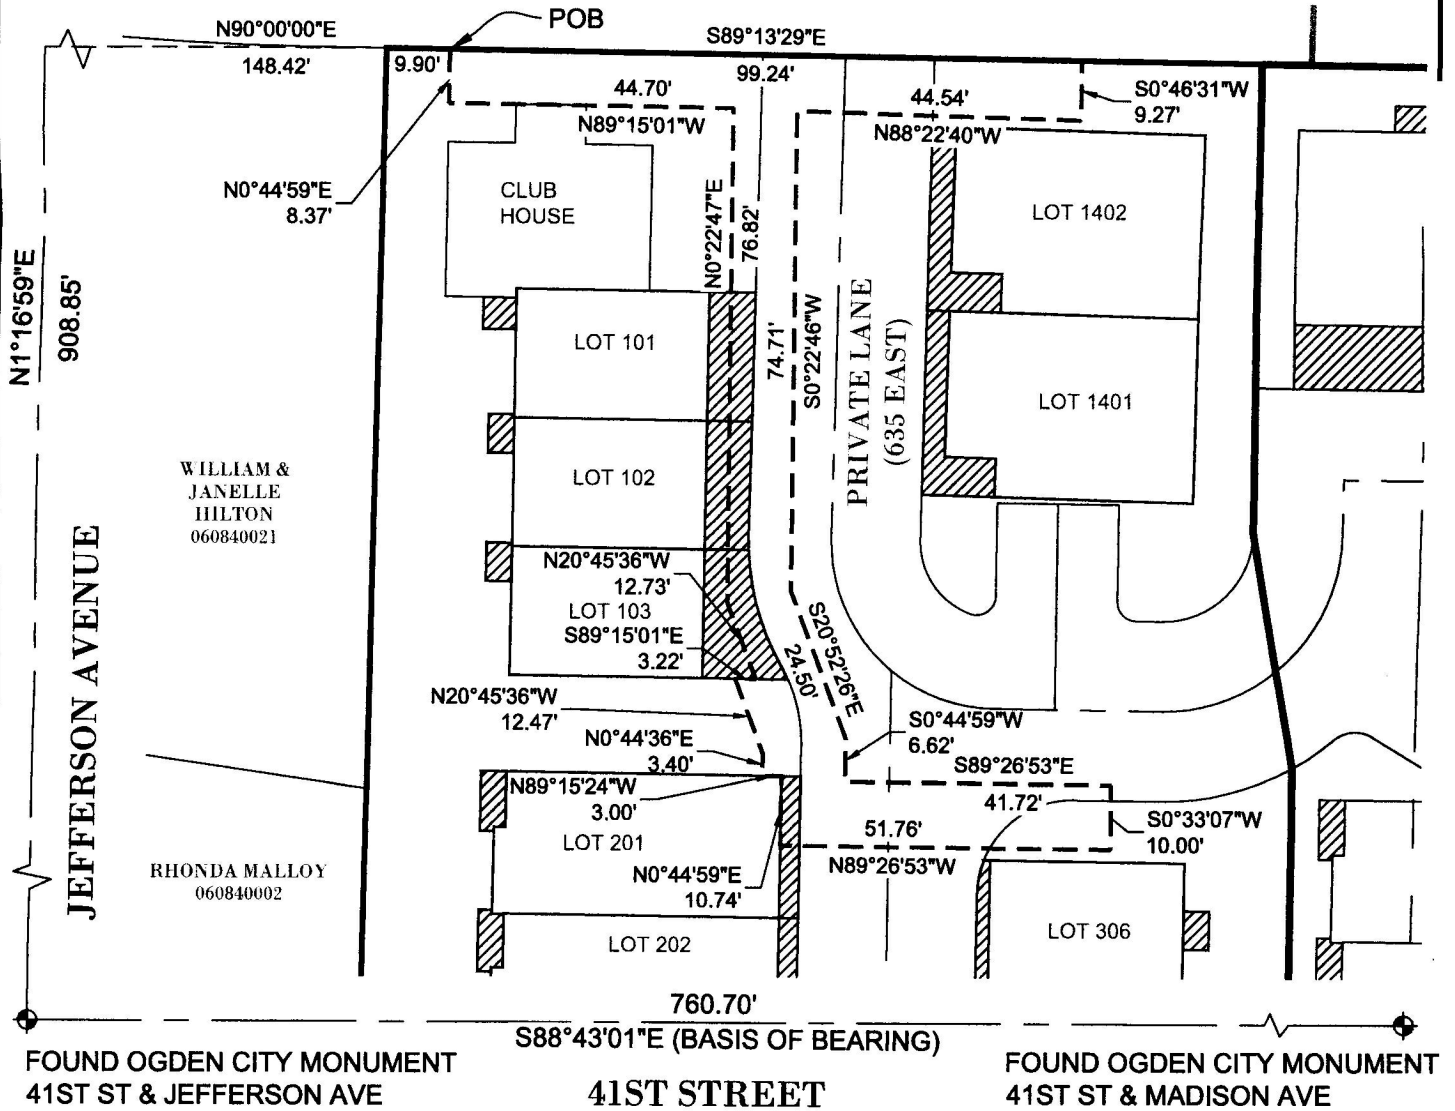 N90°00'00"E
148.42'
POB
S89°13'29"E
9.90'
99.24'
44.70'
N89°15'01"W
44.54'
N88°22'40"W
S0°46'31"W
9.27'
N0°44'59"E
8.37'
CLUB
HOUSE
N0°22'47"E
76.82'
LOT 1402
N1°16'59"E
908.85'
LOT 101
74.71'
S0°22'46"W
PRIVATE LANE
(635 EAST)
LOT 1401
WILLIAM &
JANELLE
HILTON
060840021
LOT 102
JEFFERSON AVENUE
N20°45'36"W
12.73'
LOT 103
S89°15'01"E
3.22'
S20°52'26"E
24.50'
N20°45'36"W
12.47'
N0°44'36"E
3.40'
S0°44'59"W
6.62'
S89°26'53"E
41.72'
N89°15'24"W
3.00'
LOT 201
51.76'
N89°26'53"W
S0°33'07"W
10.00'
RHONDA MALLOY
060840002
N0°44'59"E
10.74'
LOT 202
LOT 306
760.70'
S88°43'01"E (BASIS OF BEARING)
FOUND OGDEN CITY MONUMENT
41ST ST & JEFFERSON AVE
41ST STREET
FOUND OGDEN CITY MONUMENT
41ST ST & MADISON AVE